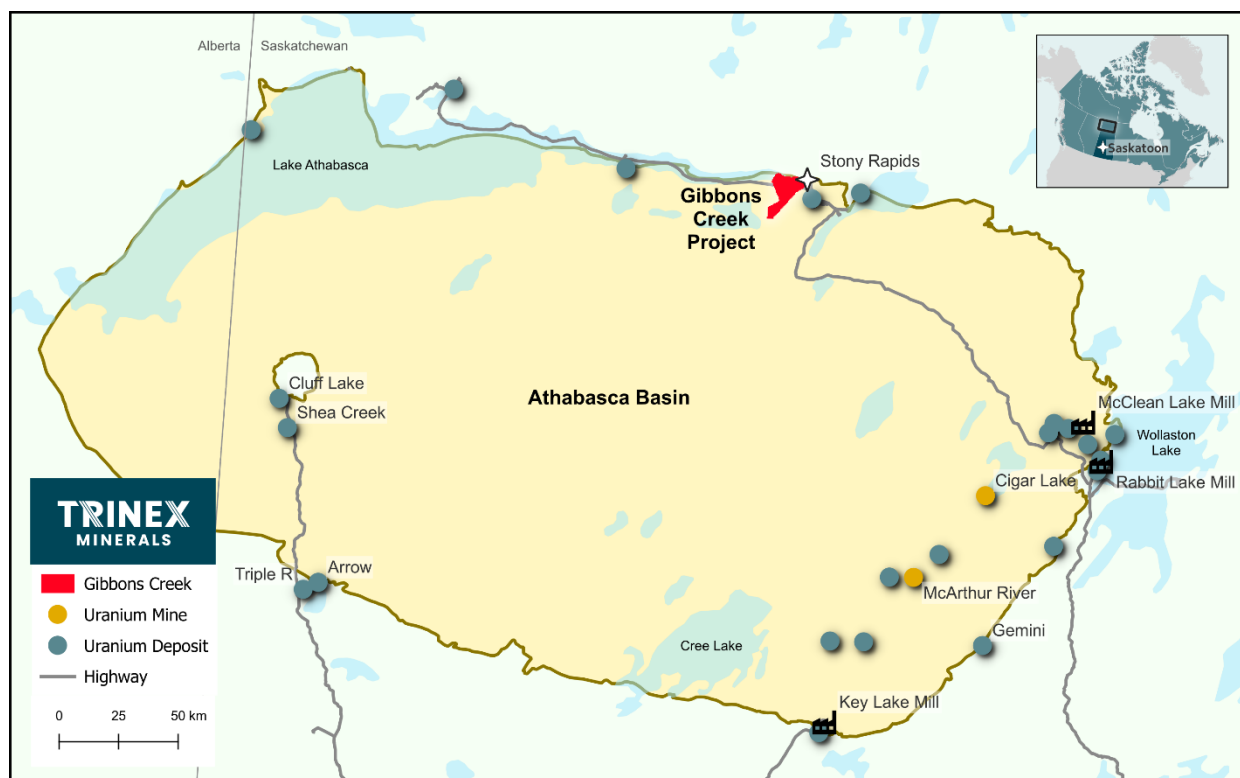 Alberta
Saskatchewan
Lake Athabasca
Stony Rapids
Saskatoon
Gibbons
Creek
Project
Cluff Lake
Shea Creek
Athabasca Basin
McClean Lake Mill
Wollaston
Lake
Cigar Lake
Rabbit Lake Mill
Triple R
Arrow
McArthur River
Gemini
Cree Lake
Key Lake Mill
TRINEX
MINERALS
Gibbons Creek
Uranium Mine
Uranium Deposit
Highway
0 25 50 km